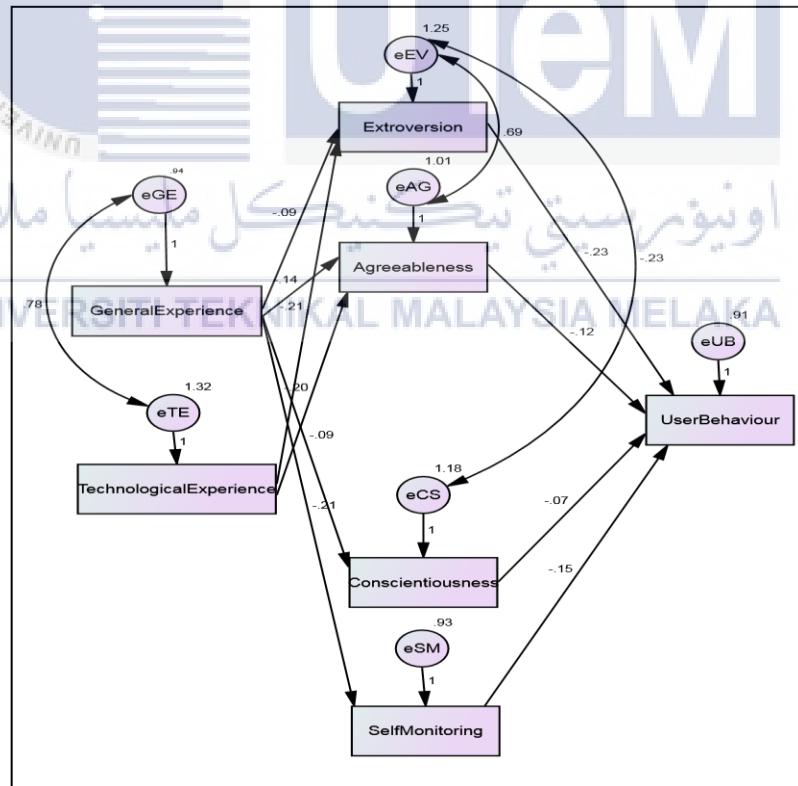 UTeM
1.25
eEV
1
Extroversion
.69
.94
eGE
1
1.01
eAG
1
-.09
اونيۏرسيتي تيكنيكل مليسيا ملا
Agreeableness
-.23
-.23
-.14
-.21
GeneralExperience
UNIVERSITI TEKNIKAL MALAYSIA MELAKA
.78
-.12
.91
eUB
1
UserBehaviour
1.32
eTE
1
-.20
-.09
TechnologicalExperience
1.18
eCS
1
-.21
-.07
Conscientiousness
-.15
.93
eSM
1
SelfMonitoring